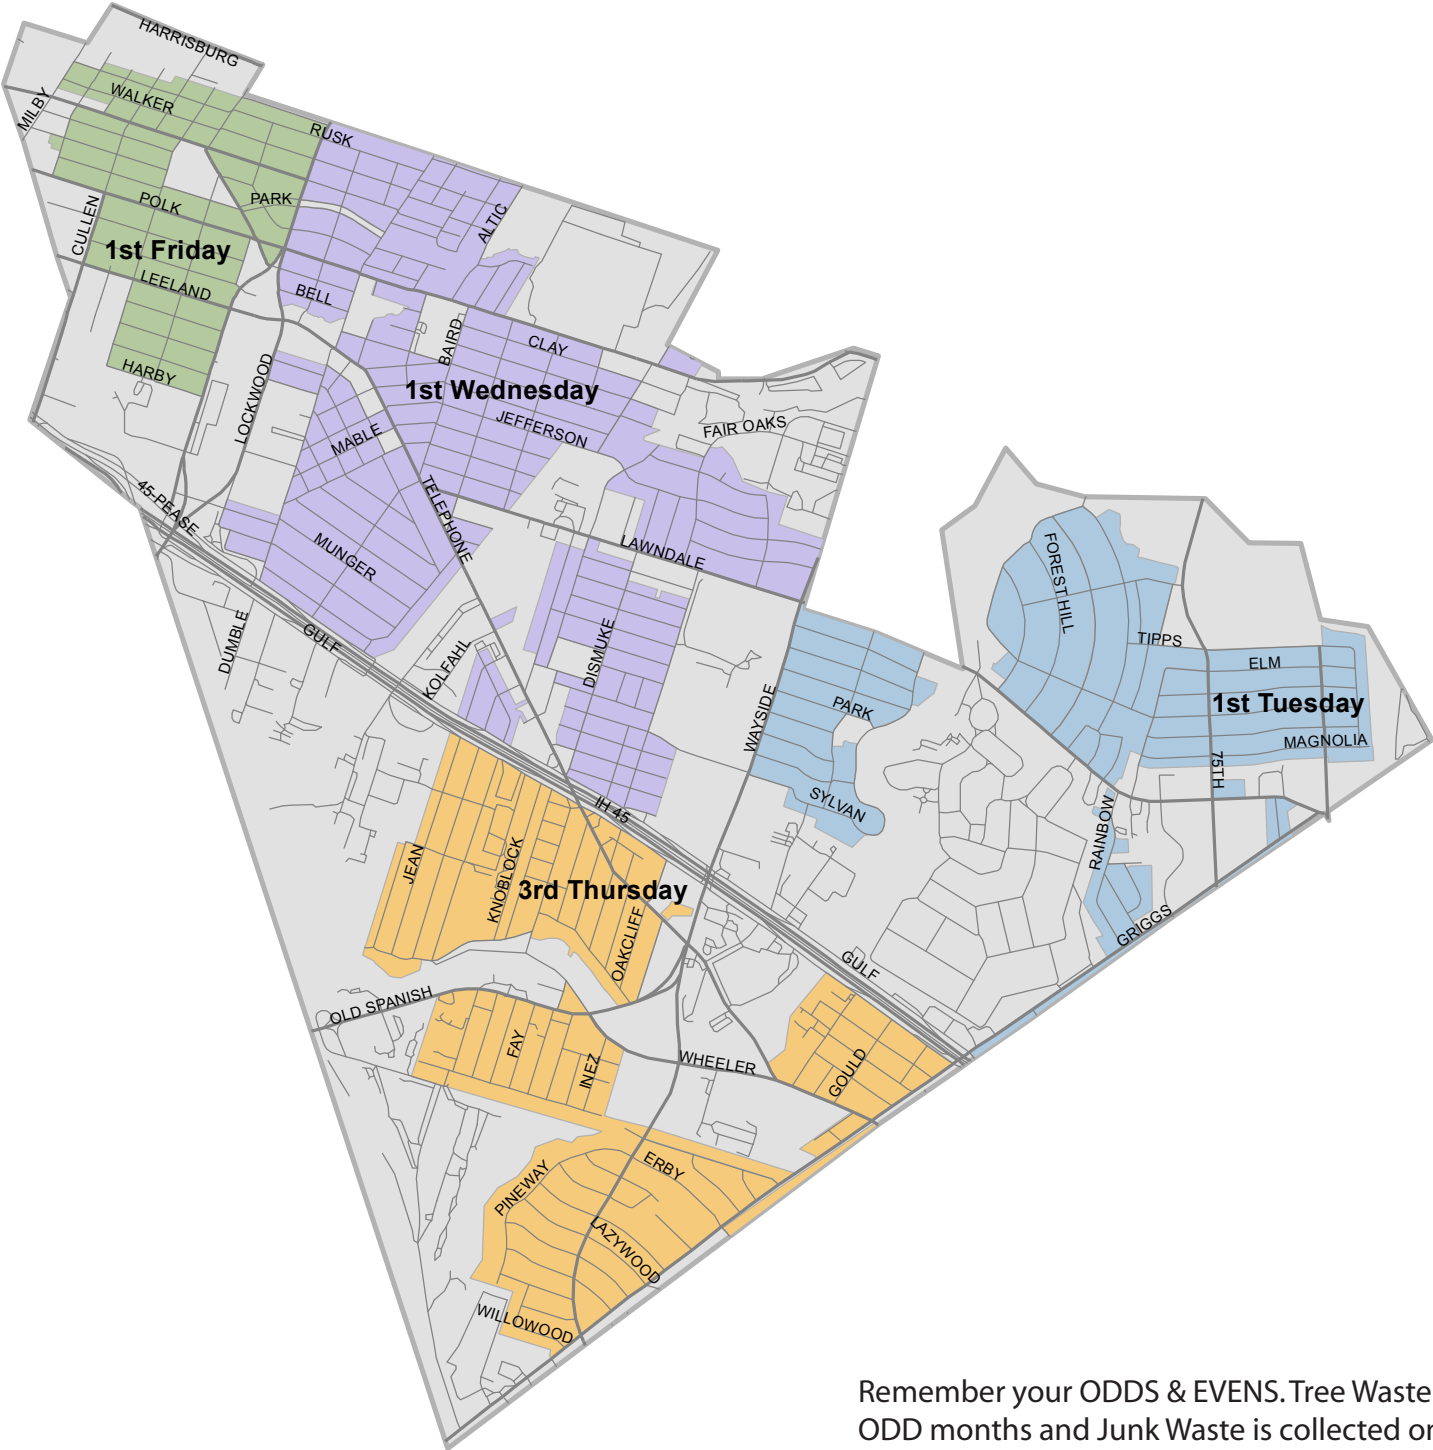 HARRISBURG
WALKER
MILBY
RUSK
PARK
POLK
CULLEN
ALTIC
1st Friday
LEELAND
BELL
BAIRD
CLAY
HARBY
LOCKWOOD
1st Wednesday
JEFFERSON
FAIR OAKS
MABLE
TELEPHONE
45-PEASE
MUNGER
LAWNDALE
FOREST HILL
DUMBLE
GULF
KOLFAHL
DISMUKE
TIPPS
ELM
WAYSIDE
PARK
1st Tuesday
MAGNOLIA
75TH
SYLVAN
IH 45
RAINBOW
JEAN
KNOBLOCK
3rd Thursday
OAKCLIFF
GRIGGS
GULF
OLD SPANISH
FAY
INEZ
WHEELER
GOULD
ERBY
PINEWAY
LAZYWOOD
WILLOWOOD
Remember your ODDS & EVENS. Tree Waste
ODD months and Junk Waste is collected or